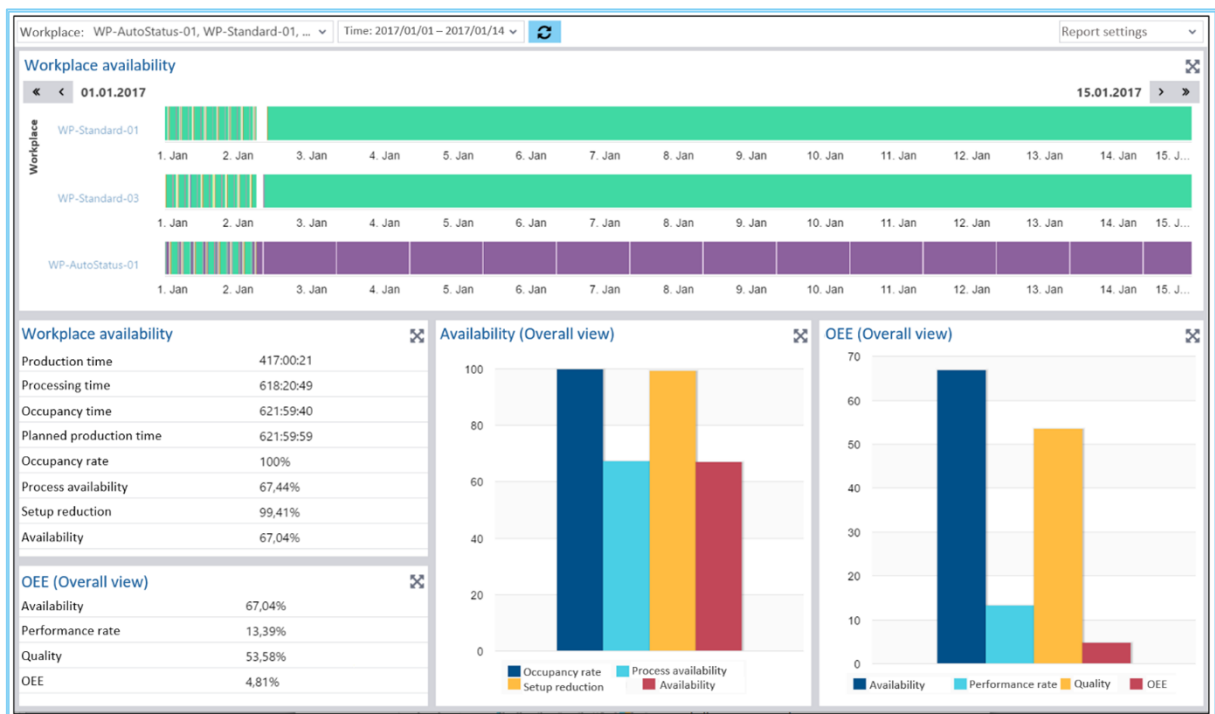 Workplace: WP-AutoStatus-01, WP-Standard-01, ... Time: 2017/01/01 – 2017/01/14 Report settings
Workplace availability
« < 01.01.2017 15.01.2017 > »
Workplace
WP-Standard-01
1. Jan 2. Jan 3. Jan 4. Jan 5. Jan 6. Jan 7. Jan 8. Jan 9. Jan 10. Jan 11. Jan 12. Jan 13. Jan 14. Jan 15. J...
WP-Standard-03
1. Jan 2. Jan 3. Jan 4. Jan 5. Jan 6. Jan 7. Jan 8. Jan 9. Jan 10. Jan 11. Jan 12. Jan 13. Jan 14. Jan 15. J...
WP-AutoStatus-01
1. Jan 2. Jan 3. Jan 4. Jan 5. Jan 6. Jan 7. Jan 8. Jan 9. Jan 10. Jan 11. Jan 12. Jan 13. Jan 14. Jan 15. J...
Workplace availability
Production time 417:00:21
Processing time 618:20:49
Occupancy time 621:59:40
Planned production time 621:59:59
Occupancy rate 100%
Process availability 67,44%
Setup reduction 99,41%
Availability 67,04%
OEE (Overall view)
Availability 67,04%
Performance rate 13,39%
Quality 53,58%
OEE 4,81%
Availability (Overall view)
100
80
60
40
20
0
Occupancy rate Process availability
Setup reduction Availability
OEE (Overall view)
70
60
50
40
30
20
10
0
Availability Performance rate Quality OEE